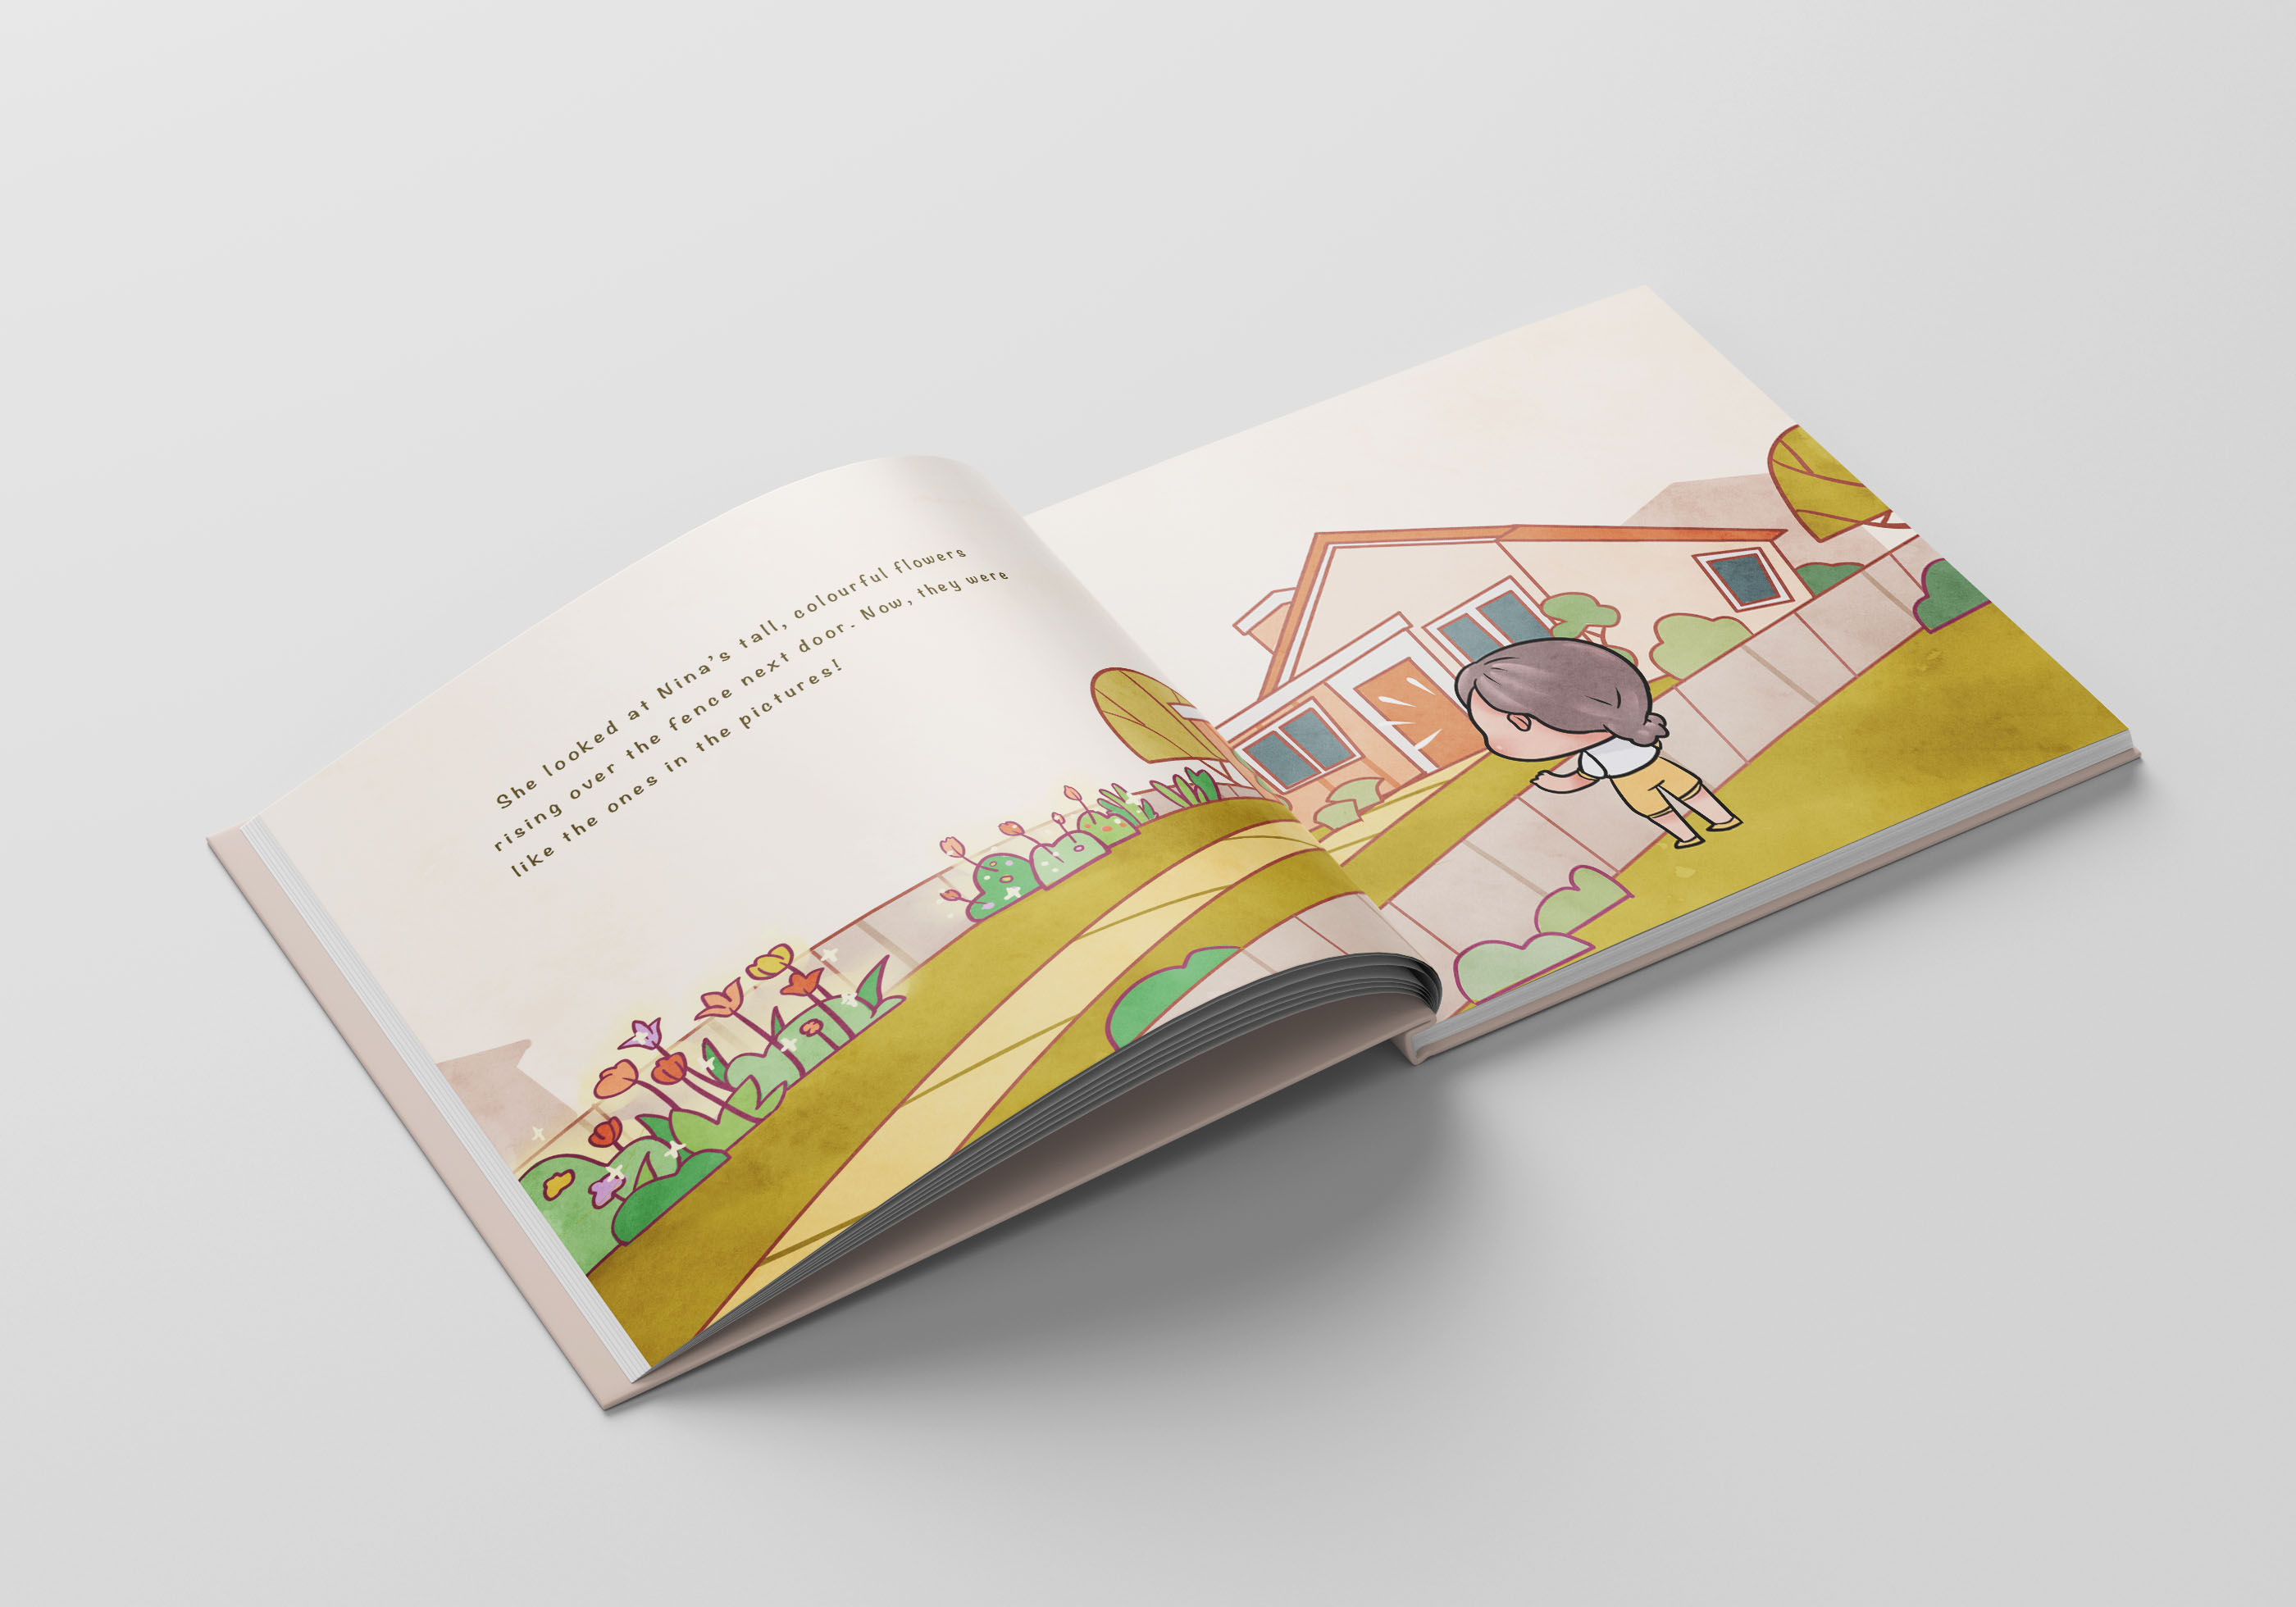 She looked at Nina's tall, colourful flowers
rising over the fence next door. Now, they were
like the ones in the pictures!